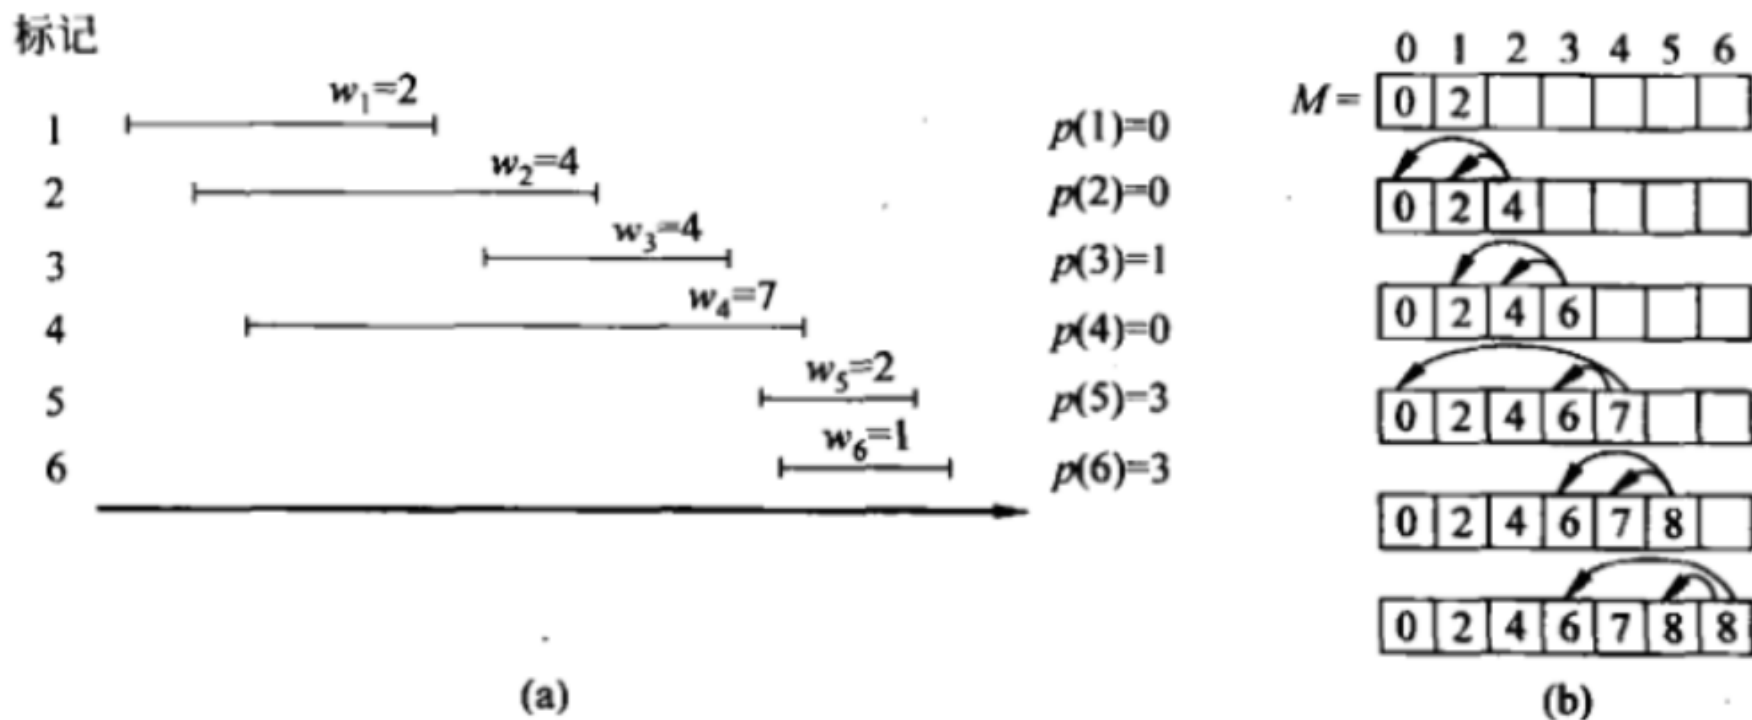 标记
1 w₁=2 p(1)=0
2 w₂=4 p(2)=0
3 w₃=4 p(3)=1
4 w₄=7 p(4)=0
5 w₅=2 p(5)=3
6 w₆=1 p(6)=3
(a)
0 1 2 3 4 5 6
M= 0 2
0 2 4
0 2 4 6
0 2 4 6 7
0 2 4 6 7 8
0 2 4 6 7 8 8
(b)